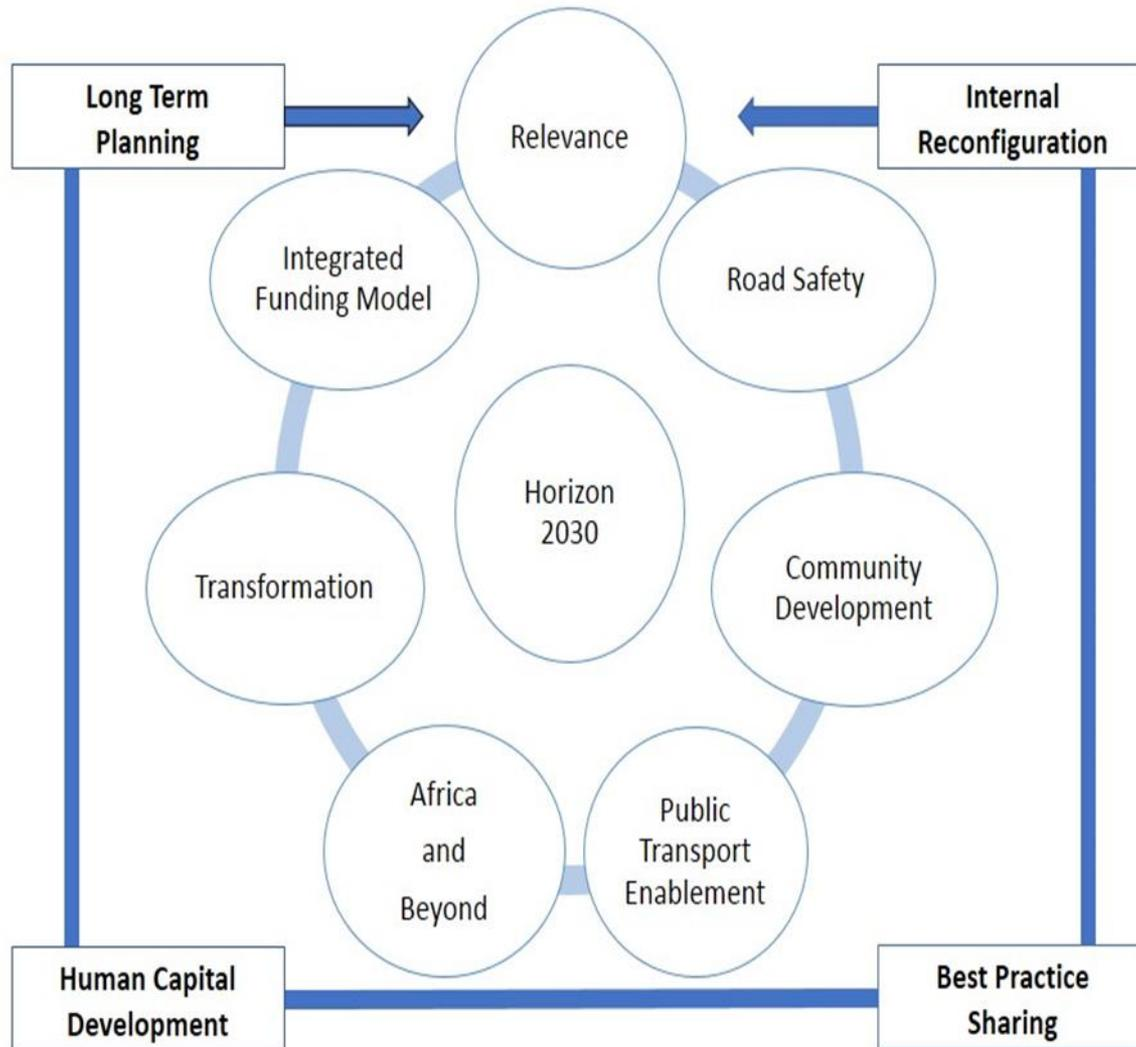 Long Term
Planning
Internal
Reconfiguration
Relevance
Integrated
Funding Model
Road Safety
Horizon
2030
Transformation
Community
Development
Africa
and
Beyond
Public
Transport
Enablement
Human Capital
Development
Best Practice
Sharing